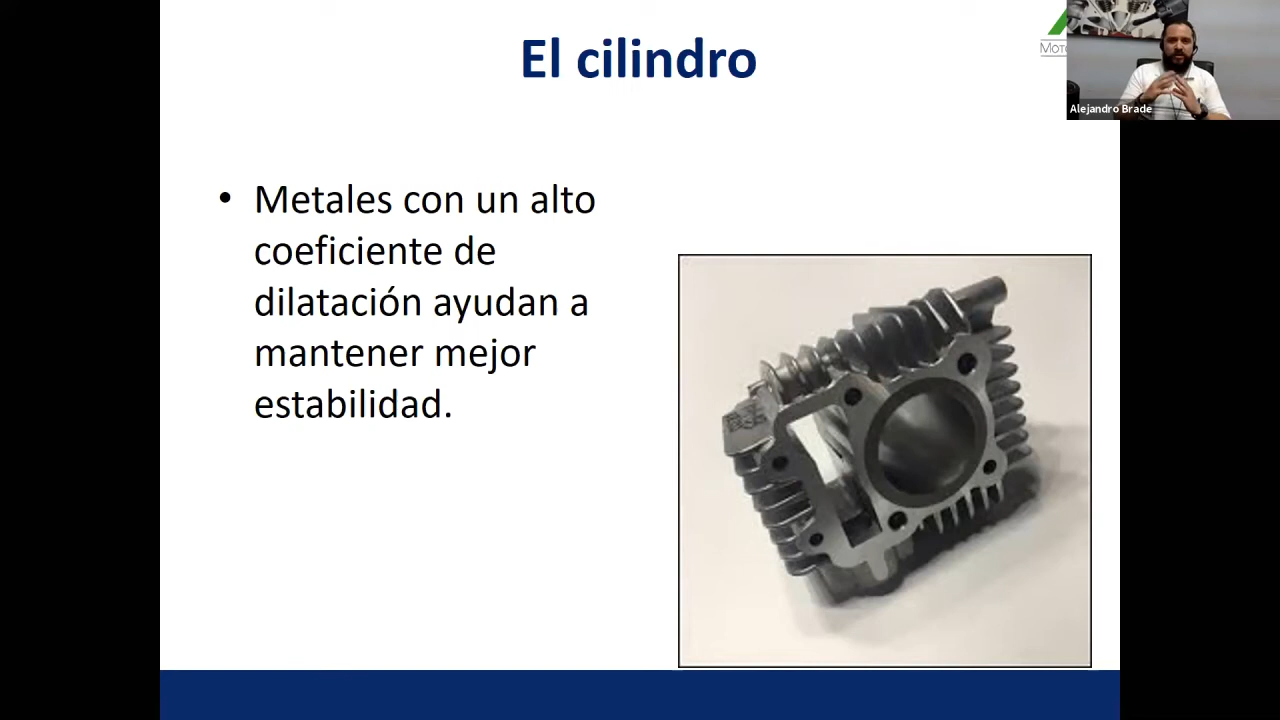 El cilindro
• Metales con un alto
coeficiente de
dilatación ayudan a
mantener mejor
estabilidad.
Alejandro Brade